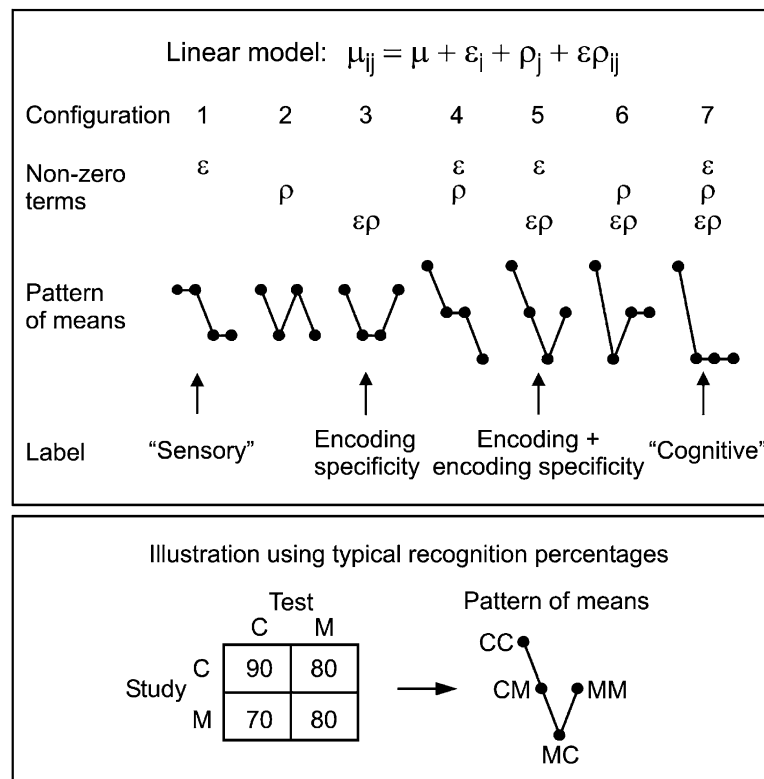 Linear model: μij = μ + εi + ρj + ερij
Configuration 1 2 3 4 5 6 7
Non-zero terms
ε ε ε ε
ρ ρ ρ ρ
ερ ερ ερ ερ
Pattern
of means
Label "Sensory" Encoding specificity Encoding + encoding specificity "Cognitive"
Illustration using typical recognition percentages
Test
C M
Study
C 90 80
M 70 80
Pattern of means
CC
CM MM
MC